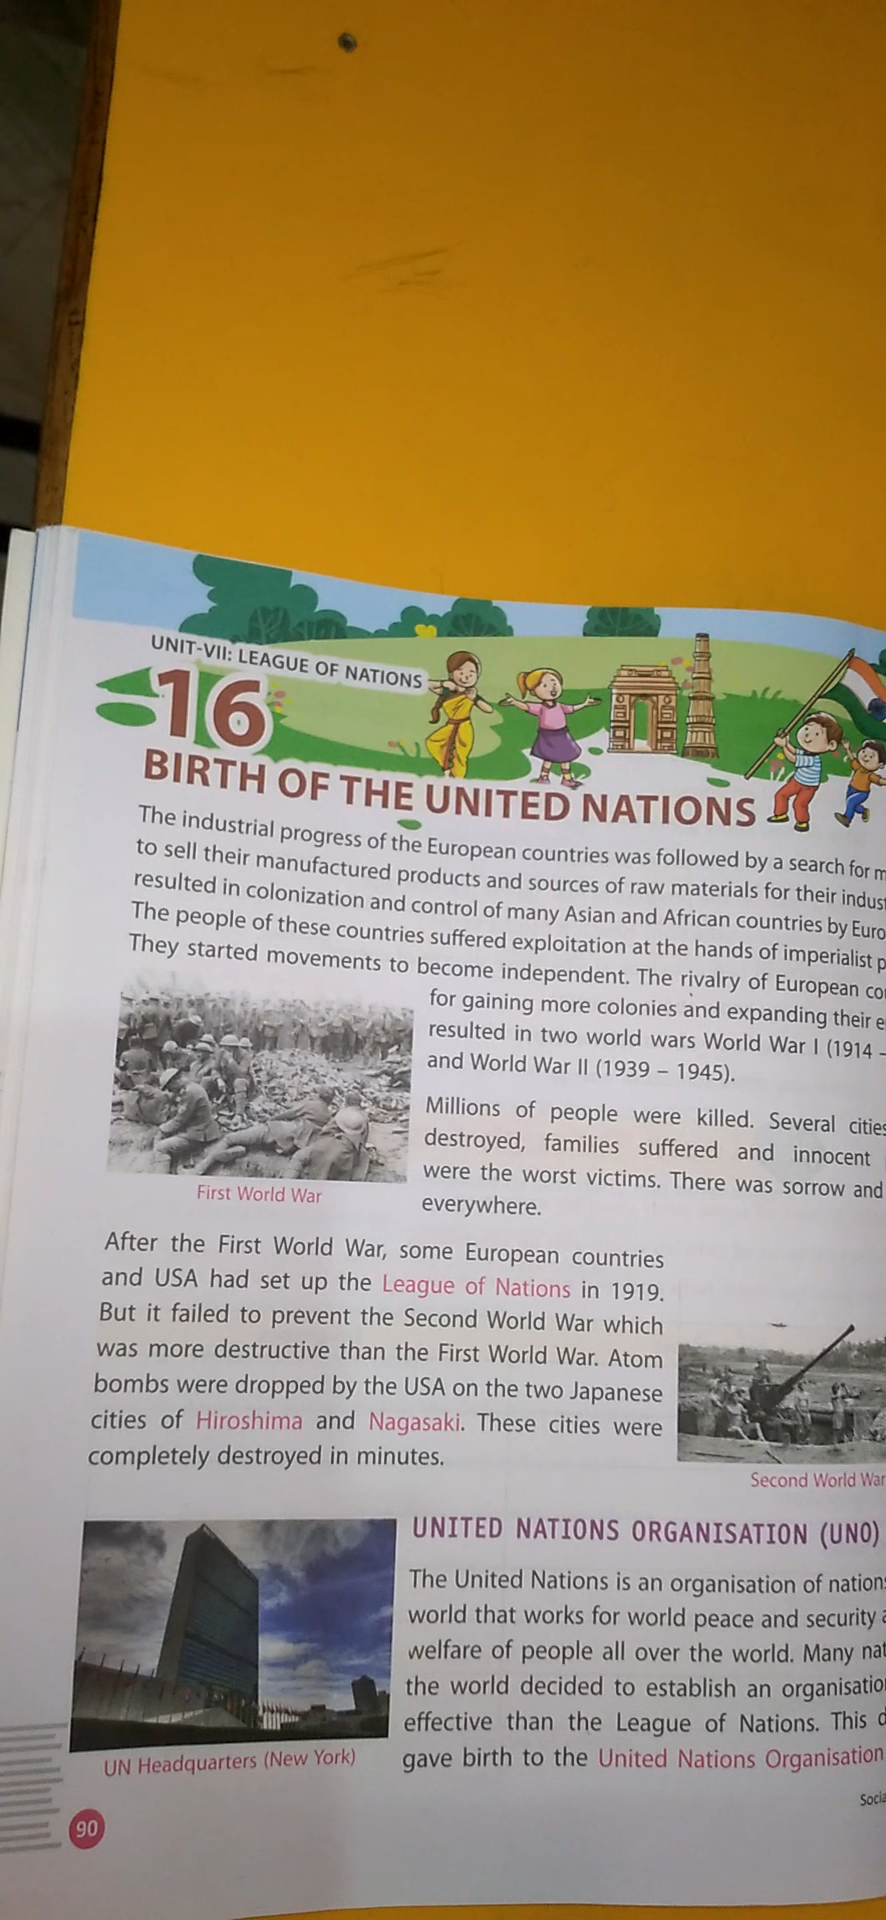 UNIT-VII: LEAGUE OF NATIONS
16
BIRTH OF THE UNITED NATIONS
The industrial progress of the European countries was followed by a search for
to sell their manufactured products and sources of raw materials for their
resulted in colonization and control of many Asian and African countries by
The people of these countries suffered exploitation at the hands of imperialist
They started movements to become independent. The rivalry of European
for gaining more colonies and expanding their
resulted in two world wars World War I (1914 –
and World War II (1939 – 1945).
Millions of people were killed. Several cities
destroyed, families suffered and innocent
were the worst victims. There was sorrow and
everywhere.
First World War
After the First World War, some European countries
and USA had set up the League of Nations in 1919.
But it failed to prevent the Second World War which
was more destructive than the First World War. Atom
bombs were dropped by the USA on the two Japanese
cities of Hiroshima and Nagasaki. These cities were
completely destroyed in minutes.
Second World War
UNITED NATIONS ORGANISATION (UNO)
The United Nations is an organisation of
world that works for world peace and security
welfare of people all over the world. Many
the world decided to establish an
effective than the League of Nations. This
gave birth to the United Nations Organisation
UN Headquarters (New York)
90